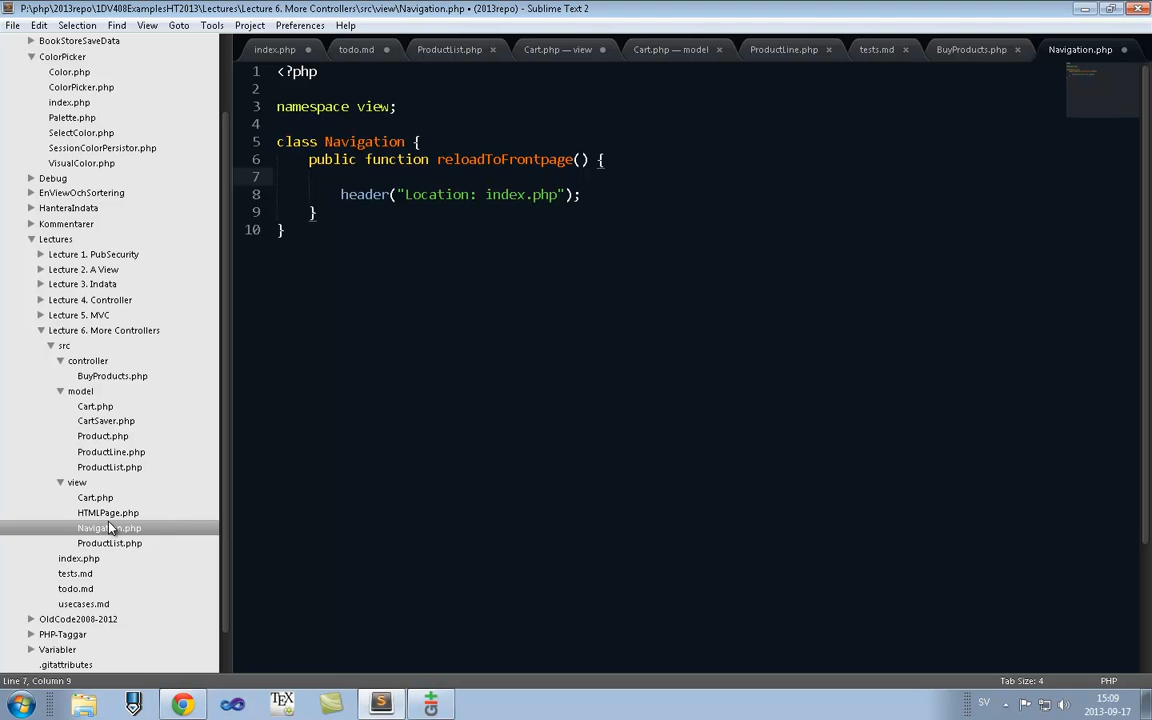 P:\php\2013repo\1DV408ExamplesHT2013\Lectures\Lecture 6. More Controllers\src\view\Navigation.php • (2013repo) - Sublime Text 2
File Edit Selection Find View Goto Tools Project Preferences Help
BookStoreSaveData
ColorPicker
Color.php
ColorPicker.php
index.php
Palette.php
SelectColor.php
SessionColorPersistor.php
VisualColor.php
Debug
EnViewOchSortering
HanteraIndata
Kommentarer
Lectures
Lecture 1. PubSecurity
Lecture 2. A View
Lecture 3. Indata
Lecture 4. Controller
Lecture 5. MVC
Lecture 6. More Controllers
src
controller
BuyProducts.php
model
Cart.php
CartSaver.php
Product.php
ProductLine.php
ProductList.php
view
Cart.php
HTMLPage.php
Navigation.php
ProductList.php
index.php
tests.md
todo.md
usecases.md
OldCode2008-2012
PHP-Taggar
Variabler
.gitattributes
index.php todo.md ProductList.php Cart.php — view Cart.php — model ProductLine.php tests.md BuyProducts.php Navigation.php
1 <?php
2
3 namespace view;
4
5 class Navigation {
6 public function reloadToFrontpage() {
7
8 header("Location: index.php");
9 }
10 }
Line 7, Column 9 Tab Size: 4 PHP
SV 15:09
2013-09-17